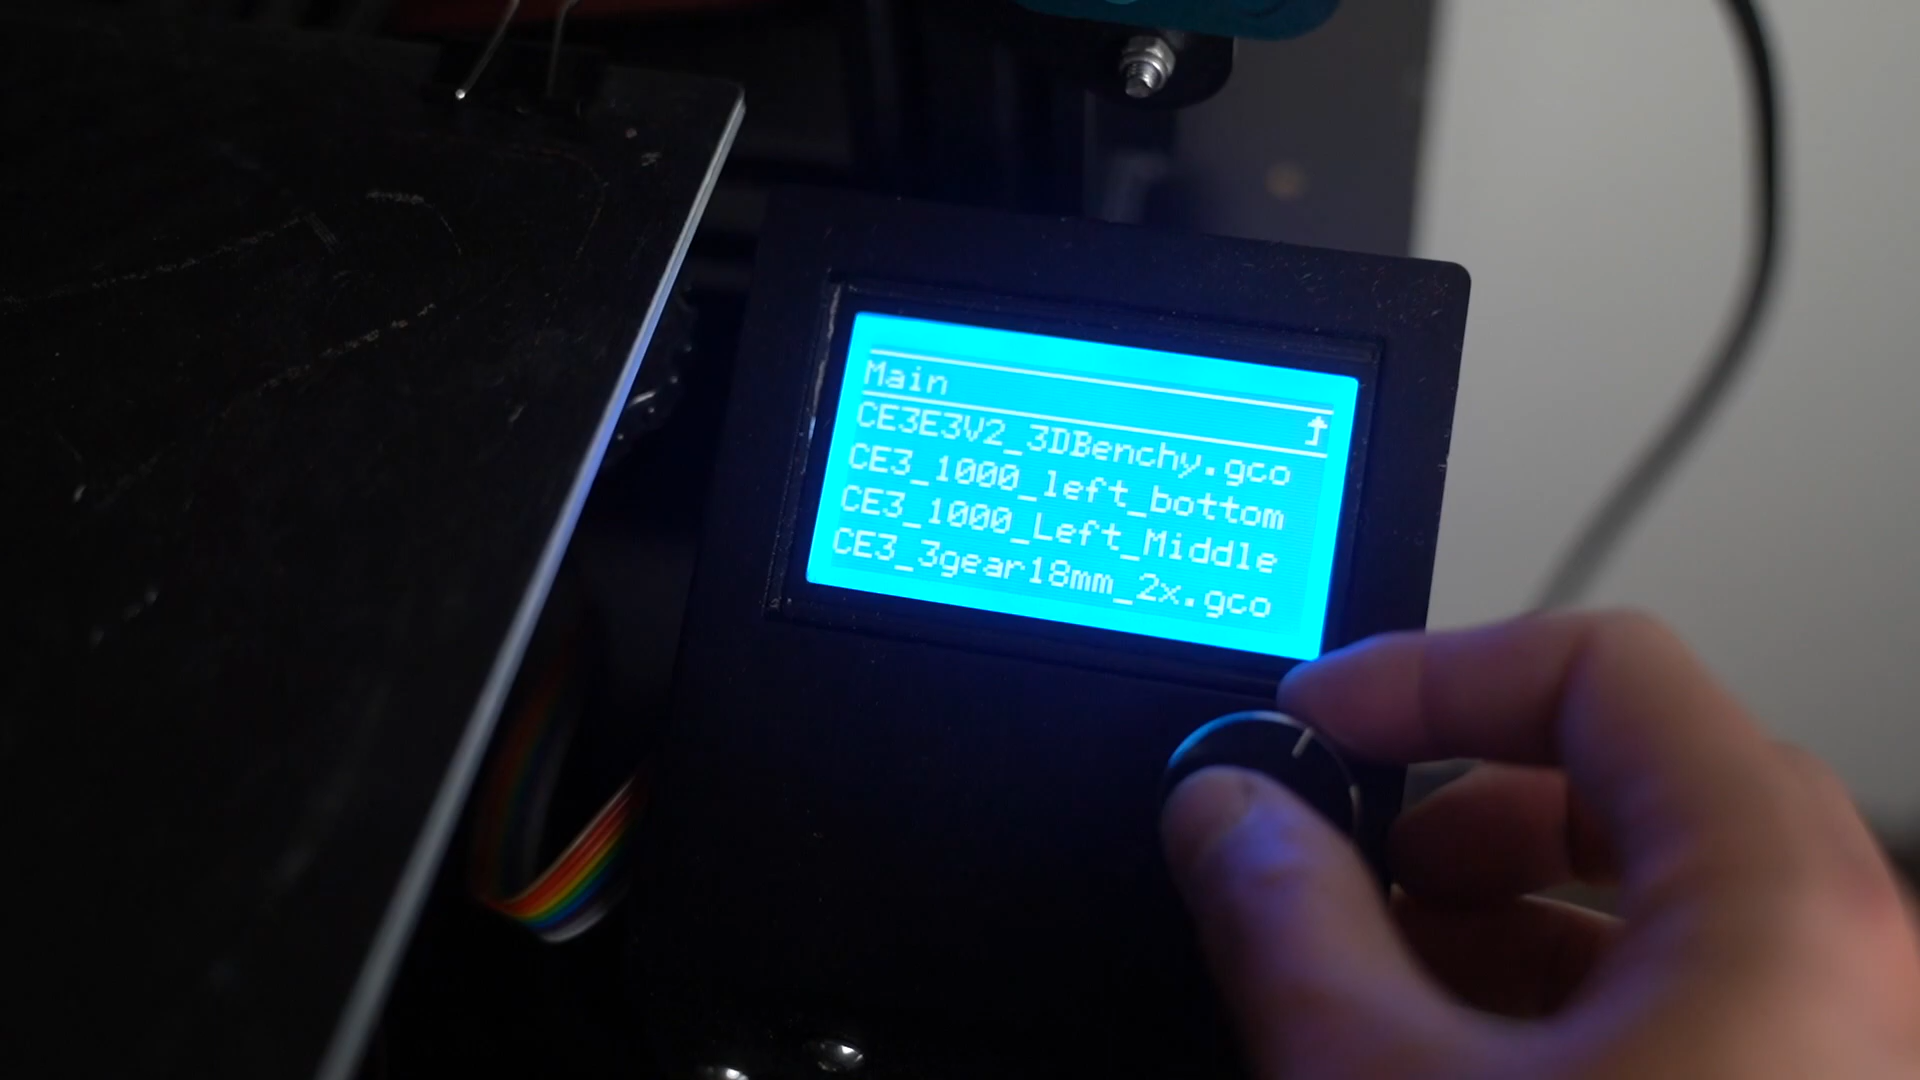 Main
CE3E3V2_3DBenchy.gco
CE3_1000_left_bottom
CE3_1000_Left_Middle
CE3_3gear18mm_2x.gco